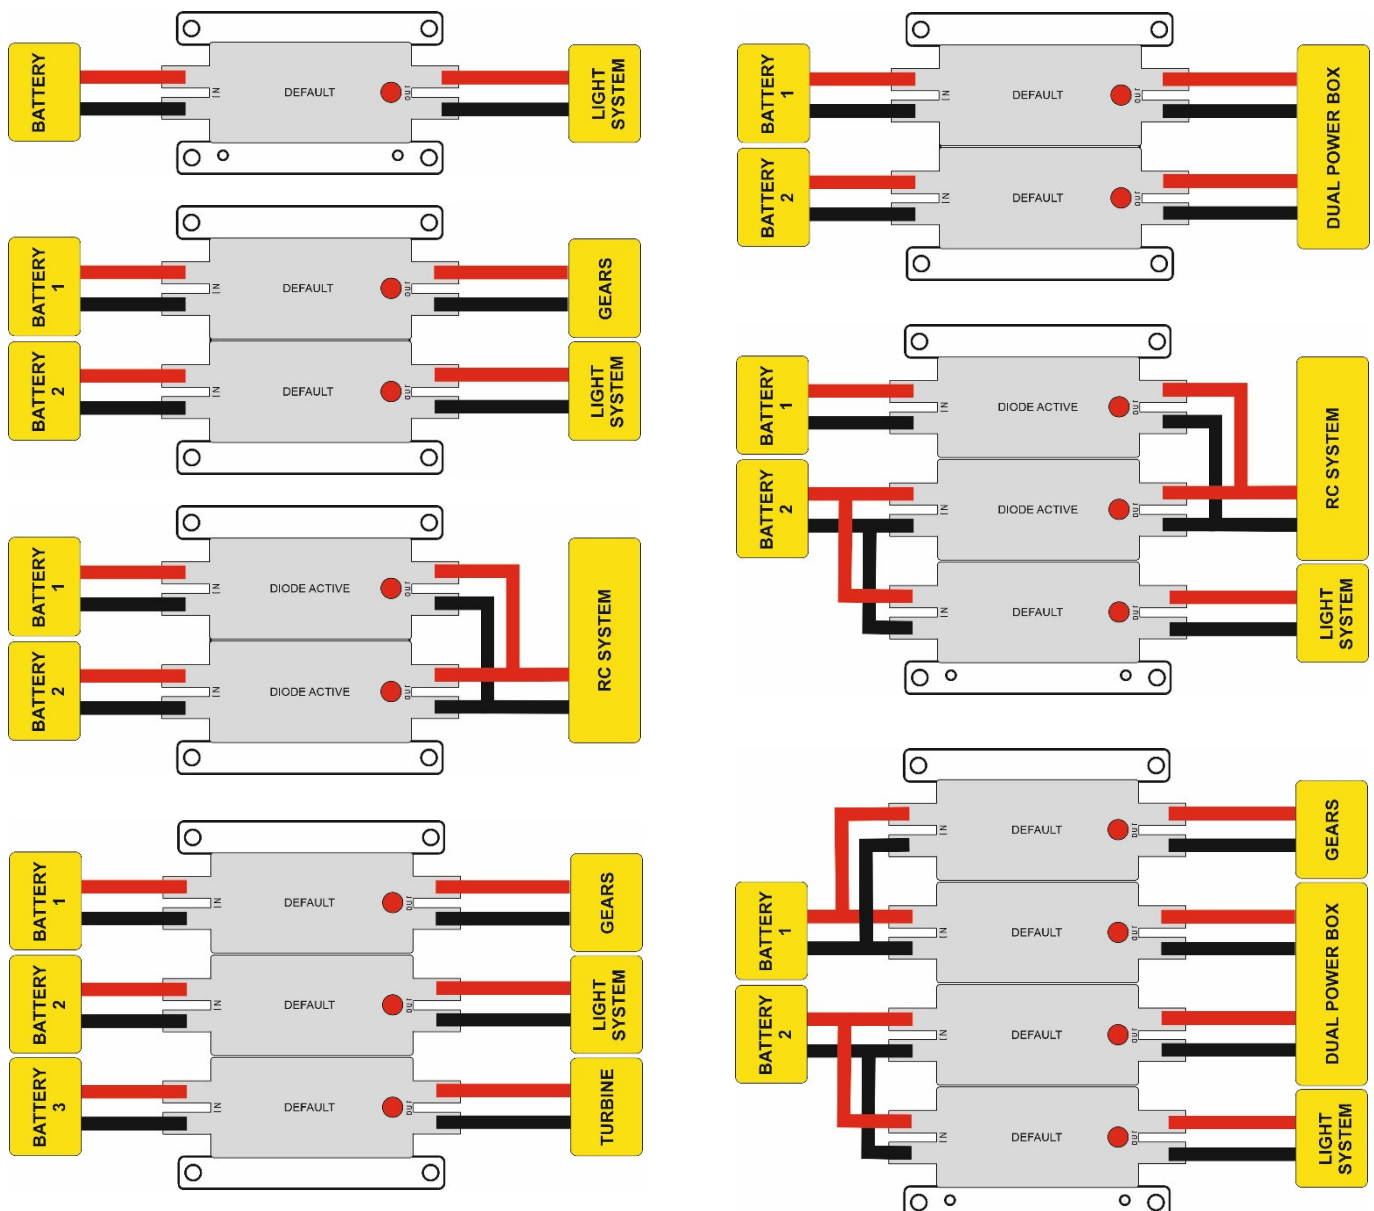 BATTERY
IN
DEFAULT
OUT
LIGHT
SYSTEM
BATTERY
1
IN
DEFAULT
OUT
GEARS
BATTERY
2
IN
DEFAULT
OUT
LIGHT
SYSTEM
BATTERY
1
IN
DIODE ACTIVE
OUT
RC SYSTEM
BATTERY
2
IN
DIODE ACTIVE
OUT
BATTERY
1
IN
DEFAULT
OUT
GEARS
BATTERY
2
IN
DEFAULT
OUT
LIGHT
SYSTEM
BATTERY
3
IN
DEFAULT
OUT
TURBINE
BATTERY
1
IN
DEFAULT
OUT
DUAL POWER BOX
BATTERY
2
IN
DEFAULT
OUT
BATTERY
1
IN
DIODE ACTIVE
OUT
RC SYSTEM
BATTERY
2
IN
DIODE ACTIVE
OUT
IN
DEFAULT
OUT
LIGHT
SYSTEM
IN
DEFAULT
OUT
GEARS
BATTERY
1
IN
DEFAULT
OUT
DUAL POWER BOX
BATTERY
2
IN
DEFAULT
OUT
IN
DEFAULT
OUT
LIGHT
SYSTEM